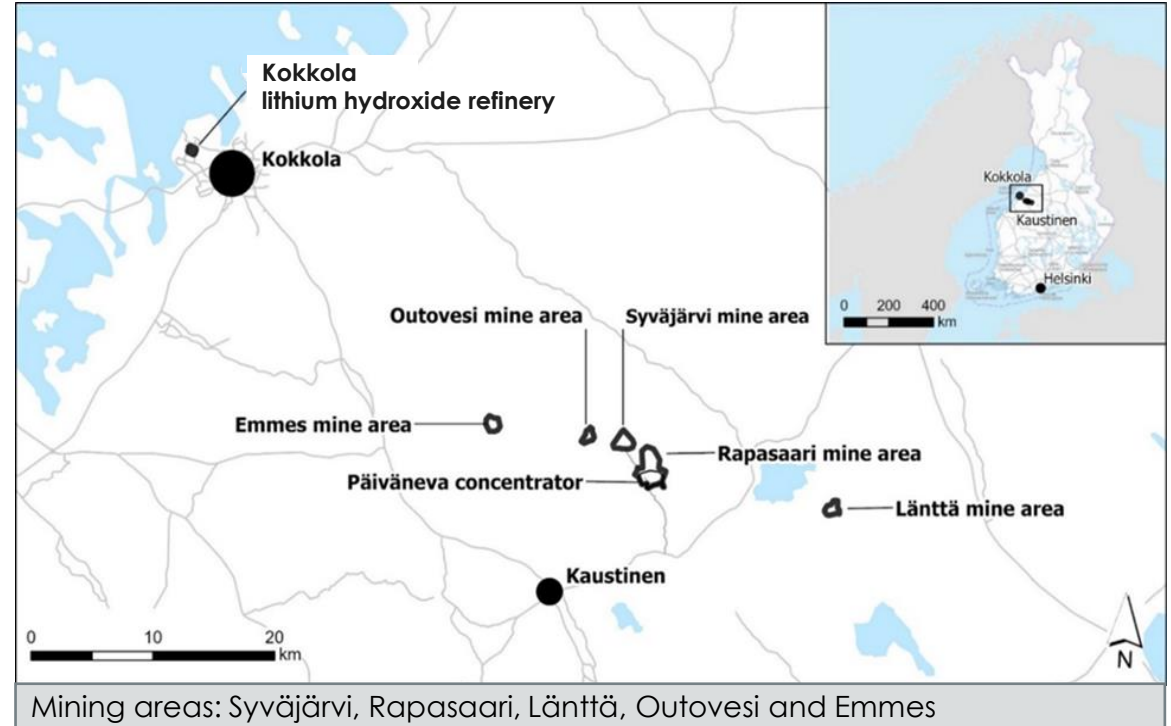 Kokkola
lithium hydroxide refinery
Kokkola
Kokkola
Kaustinen
Helsinki
0 200 400
km
Outovesi mine area
Syväjärvi mine area
Emmes mine area
Rapasaari mine area
Päiväneva concentrator
Länttä mine area
Kaustinen
0 10 20
km
N
Mining areas: Syväjärvi, Rapasaari, Länttä, Outovesi and Emmes